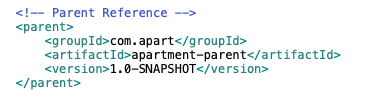 <!-- Parent Reference -->
<parent>
    <groupId>com.apart</groupId>
    <artifactId>apartment-parent</artifactId>
    <version>1.0-SNAPSHOT</version>
</parent>